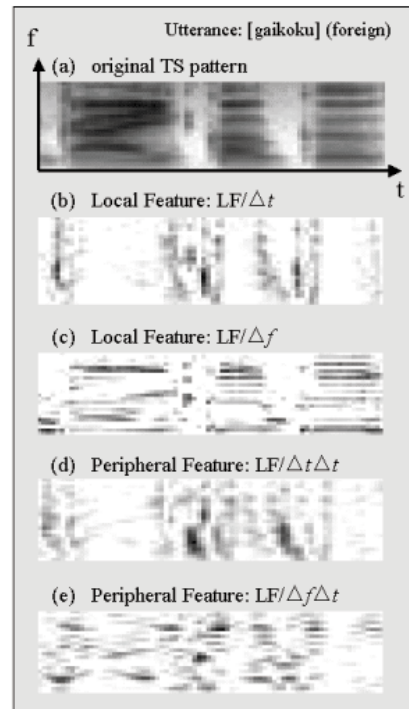 f
Utterance: [gaikoku] (foreign)
(a) original TS pattern
t
(b) Local Feature: LF/△t
(c) Local Feature: LF/△f
(d) Peripheral Feature: LF/△t△t
(e) Peripheral Feature: LF/△f△t